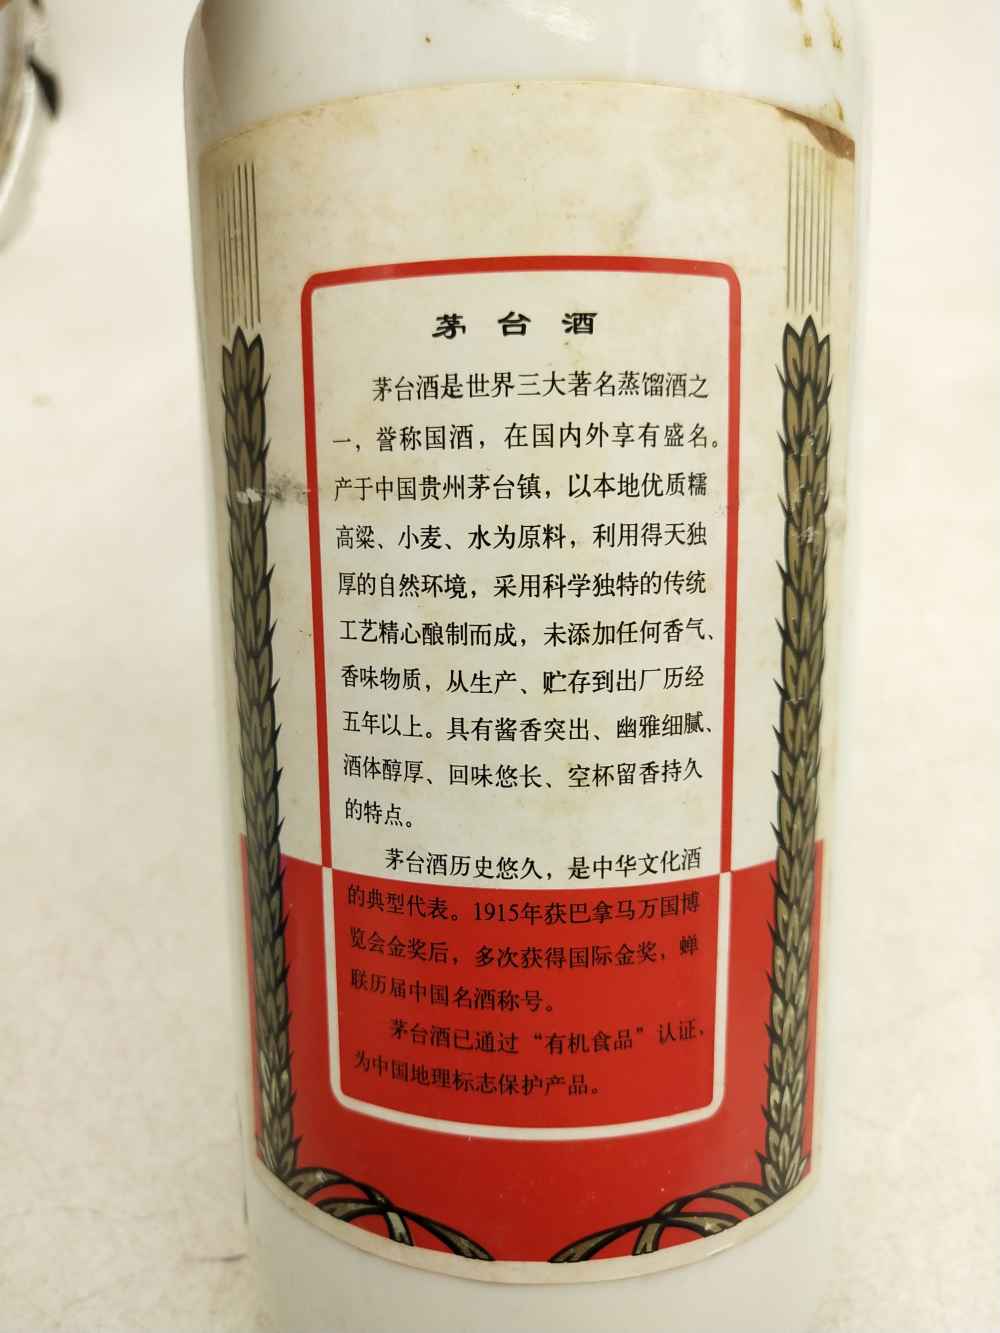 茅台酒
茅台酒是世界三大著名蒸馏酒之
一，誉称国酒，在国内外享有盛名。
产于中国贵州茅台镇，以本地优质糯
高粱、小麦、水为原料，利用得天独
厚的自然环境，采用科学独特的传统
工艺精心酿制而成，未添加任何香气、
香味物质，从生产、贮存到出厂历经
五年以上。具有酱香突出、幽雅细腻、
酒体醇厚、回味悠长、空杯留香持久
的特点。
茅台酒历史悠久，是中华文化酒
的典型代表。1915年获巴拿马万国博
览会金奖后，多次获得国际金奖，蝉
联历届中国名酒称号。
茅台酒已通过“有机食品”认证，
为中国地理标志保护产品。